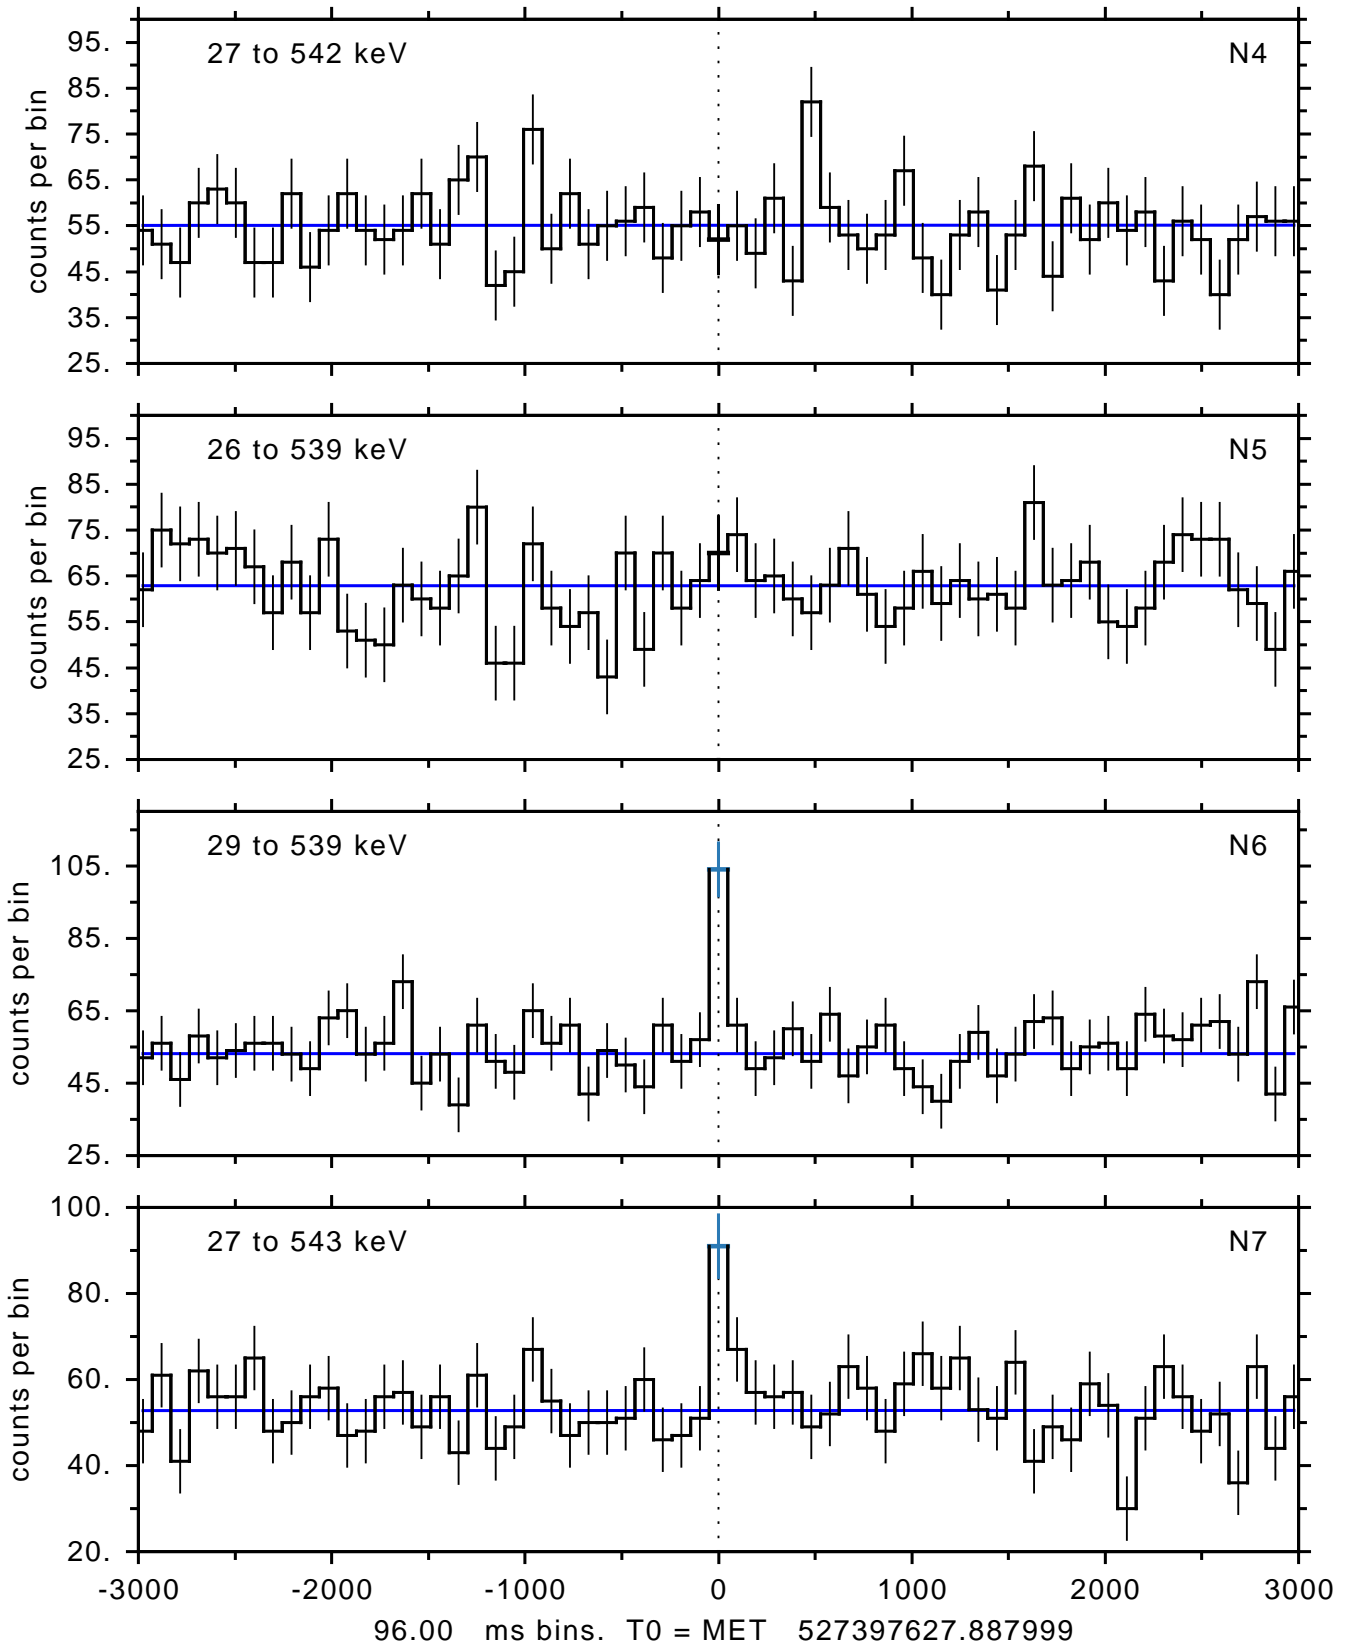 27 to 542 keV N4
95.
85.
75.
65.
55.
45.
35.
25.
counts per bin
26 to 539 keV N5
95.
85.
75.
65.
55.
45.
35.
25.
counts per bin
29 to 539 keV N6
105.
85.
65.
45.
25.
counts per bin
27 to 543 keV N7
100.
80.
60.
40.
20.
counts per bin
-3000 -2000 -1000 0 1000 2000 3000
96.00 ms bins. T0 = MET 527397627.887999